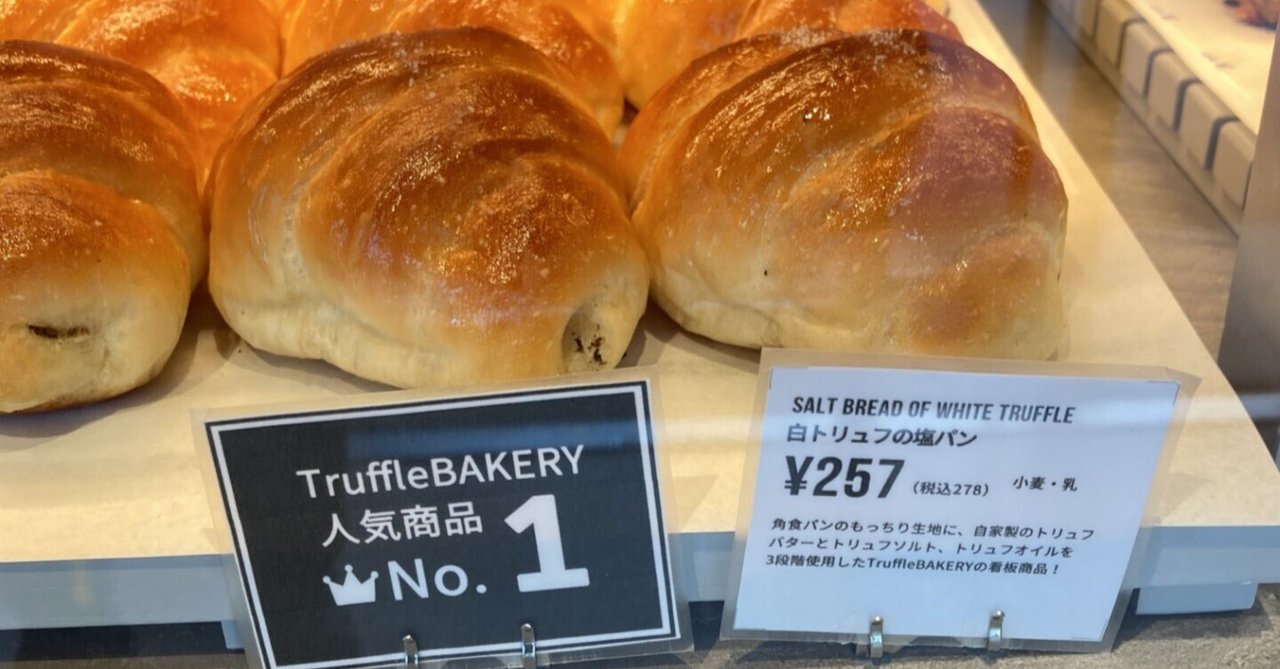 TruffleBAKERY
人気商品
No. 1
SALT BREAD OF WHITE TRUFFLE
白トリュフの塩パン
¥257（税込278） 小麦・乳
角食パンのもっちり生地に、自家製のトリュフ
バターとトリュフソルト、トリュフオイルを
3段階使用したTruffleBAKERYの看板商品！